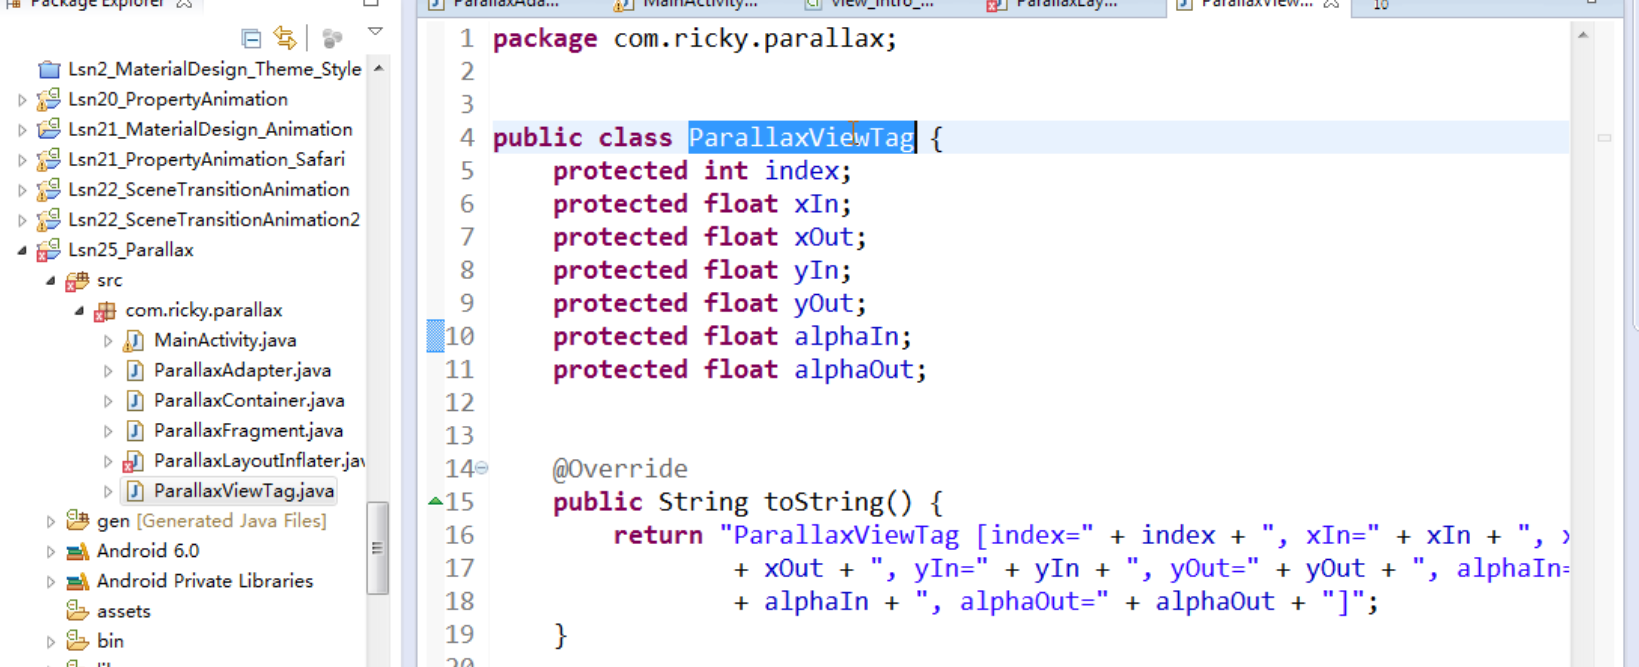 Package Explorer
Lsn2_MaterialDesign_Theme_Style
Lsn20_PropertyAnimation
Lsn21_MaterialDesign_Animation
Lsn21_PropertyAnimation_Safari
Lsn22_SceneTransitionAnimation
Lsn22_SceneTransitionAnimation2
Lsn25_Parallax
src
com.ricky.parallax
MainActivity.java
ParallaxAdapter.java
ParallaxContainer.java
ParallaxFragment.java
ParallaxLayoutInflater.jav
ParallaxViewTag.java
gen [Generated Java Files]
Android 6.0
Android Private Libraries
assets
bin
ParallaxAda... MainActivity... view_intro_... ParallaxLay... ParallaxView... 10
1 package com.ricky.parallax;
2
3
4 public class ParallaxViewTag {
5 protected int index;
6 protected float xIn;
7 protected float xOut;
8 protected float yIn;
9 protected float yOut;
10 protected float alphaIn;
11 protected float alphaOut;
12
13
14 @Override
15 public String toString() {
16 return "ParallaxViewTag [index=" + index + ", xIn=" + xIn + ", x
17 + xOut + ", yIn=" + yIn + ", yOut=" + yOut + ", alphaIn=
18 + alphaIn + ", alphaOut=" + alphaOut + "]";
19 }
20